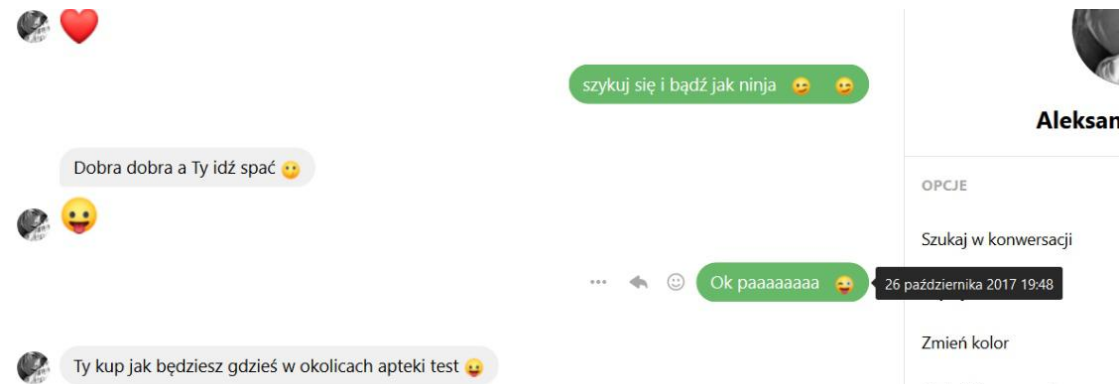 szykuj się i bądź jak ninja
Aleksan
Dobra dobra a Ty idź spać
OPCJE
Szukaj w konwersacji
Ok paaaaaaaa
26 października 2017 19:48
Zmień kolor
Ty kup jak będziesz gdzieś w okolicach apteki test